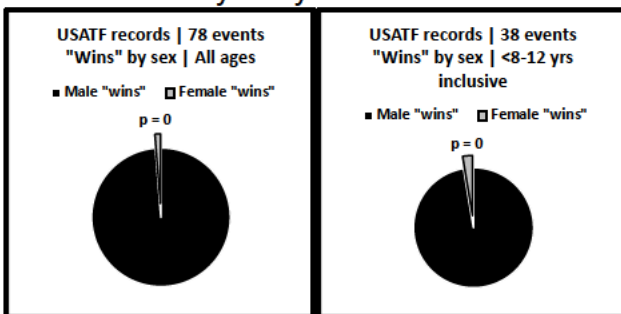 USATF records | 78 events
"Wins" by sex | All ages
Male "wins" Female "wins"
p = 0
USATF records | 38 events
"Wins" by sex | <8-12 yrs
inclusive
Male "wins" Female "wins"
p = 0